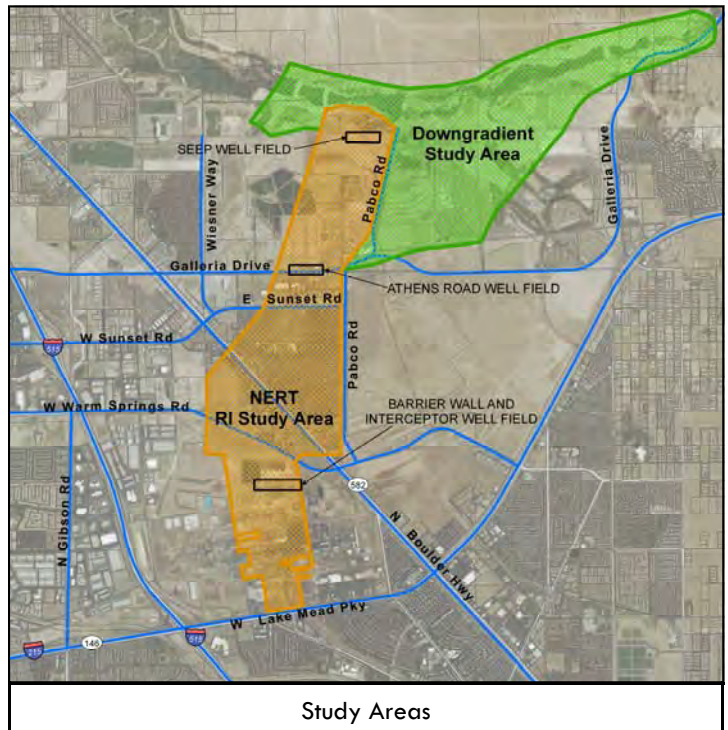 Downgradient
Study Area
SEEP WELL FIELD
Wiesner Way
Pabco Rd
Galleria Drive
Galleria Drive
ATHENS ROAD WELL FIELD
E Sunset Rd
W Sunset Rd
515
Pabco Rd
NERT
RI Study Area
W Warm Springs Rd
BARRIER WALL AND
INTERCEPTOR WELL FIELD
N Gibson Rd
582
N Boulder Hwy
W Lake Mead Pky
515
146
215
Study Areas